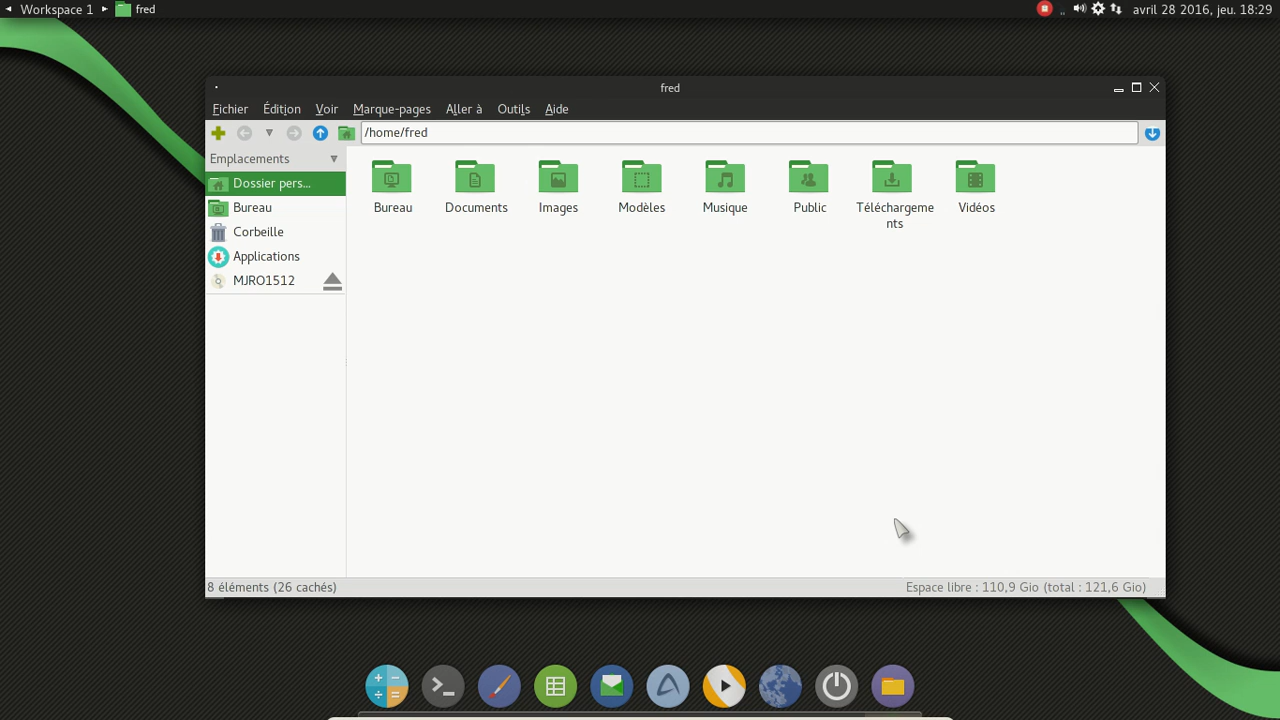 Workspace 1
fred
avril 28 2016, jeu. 18:29
fred
Fichier Édition Voir Marque-pages Aller à Outils Aide
/home/fred
Emplacements
Dossier pers...
Bureau
Corbeille
Applications
MJRO1512
Bureau
Documents
Images
Modèles
Musique
Public
Téléchargeme
nts
Vidéos
8 éléments (26 cachés)
Espace libre : 110,9 Gio (total : 121,6 Gio)